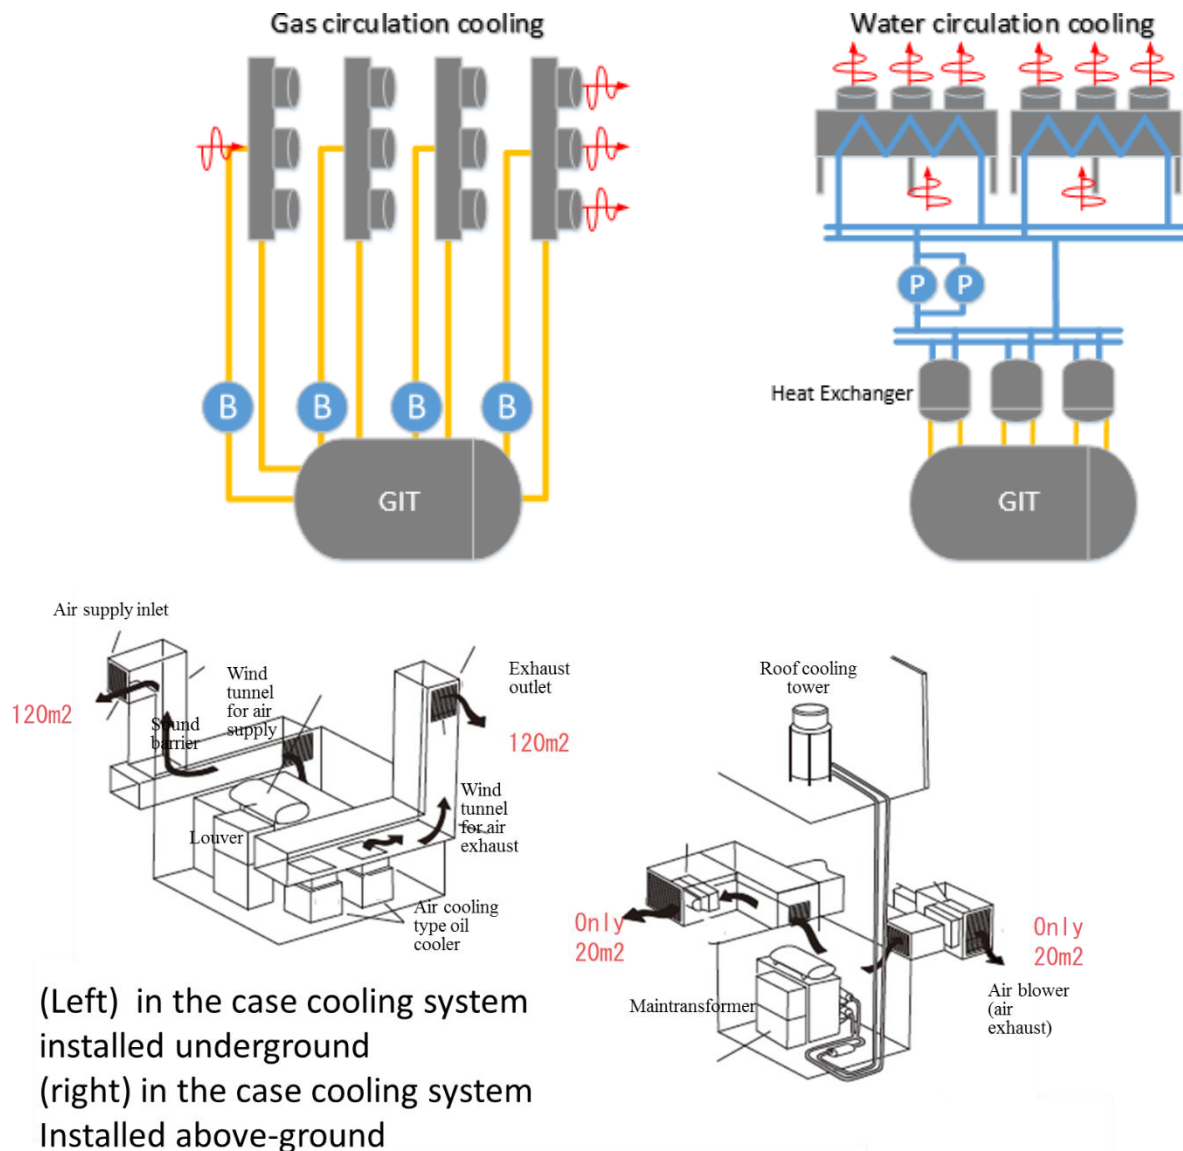 Gas circulation cooling
Water circulation cooling
P
P
Heat Exchanger
B
B
B
B
GIT
GIT
Air supply inlet
Wind
tunnel
for air
supply
Sound
barrier
120m2
Exhaust
outlet
120m2
Wind
tunnel
for air
exhaust
Louver
Air cooling
type oil
cooler
Roof cooling
tower
Only
20m2
Only
20m2
Maintransformer
Air blower
(air
exhaust)
(Left) in the case cooling system
installed underground
(right) in the case cooling system
Installed above-ground